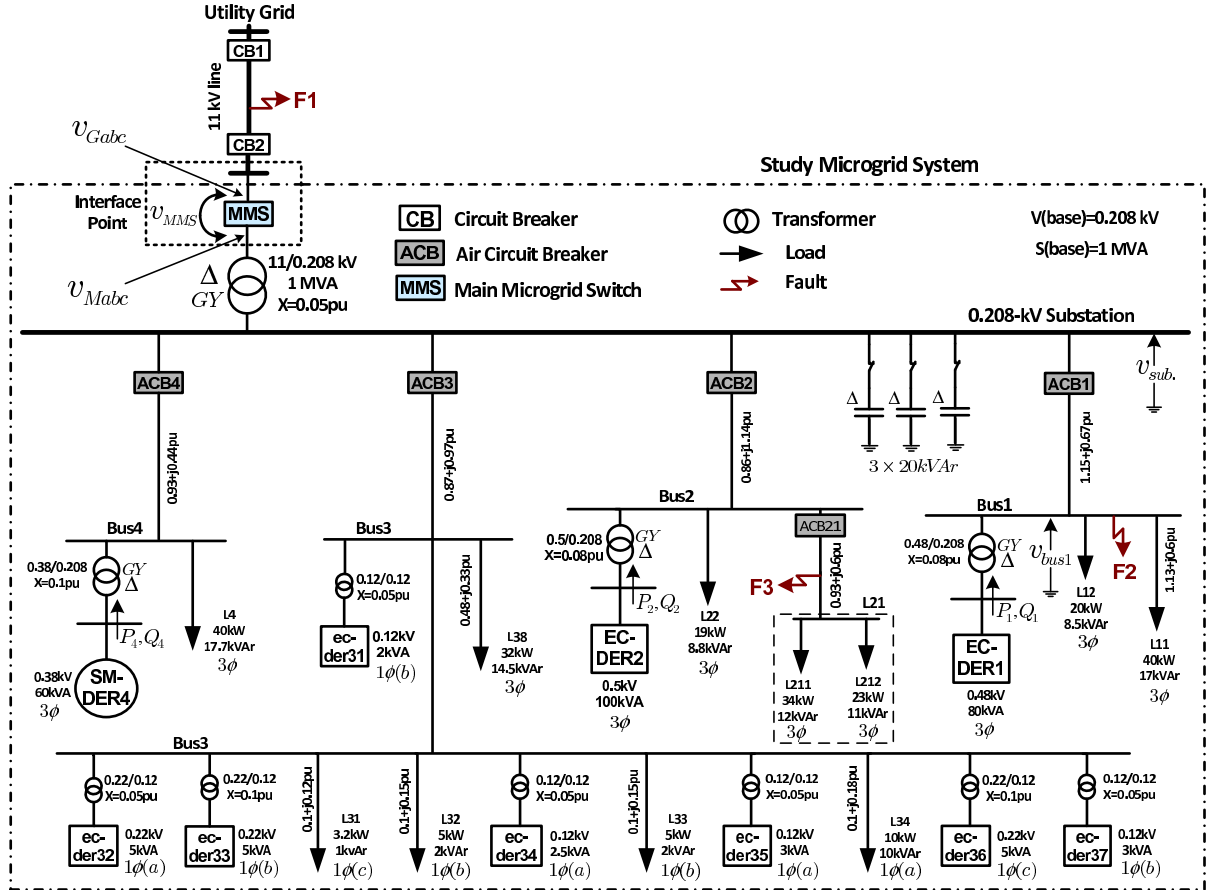 Utility Grid
CB1
11 kV line
F1
v_Gabc
CB2
Study Microgrid System
Interface
Point
v_MMS
MMS
v_Mabc
CB Circuit Breaker
ACB Air Circuit Breaker
MMS Main Microgrid Switch
Transformer
Load
Fault
V(base)=0.208 kV
S(base)=1 MVA
Δ
GY
11/0.208 kV
1 MVA
X=0.05pu
0.208-kV Substation
v_sub.
ACB4
ACB3
ACB2
ACB1
Δ
Δ
Δ
3 × 20kVAr
0.93+j0.44pu
0.87+j0.97pu
0.86+j1.14pu
1.15+j0.67pu
Bus4
0.38/0.208
X=0.1pu
GY
Δ
P4,Q4
SM-
DER4
0.38kV
60kVA
3ϕ
L4
40kW
17.7kVAr
3ϕ
Bus3
0.12/0.12
X=0.05pu
ec-
der31
0.12kV
2kVA
1ϕ(b)
0.48+j0.33pu
L38
32kW
14.5kVAr
3ϕ
Bus2
0.5/0.208
X=0.08pu
GY
Δ
P2,Q2
EC-
DER2
0.5kV
100kVA
3ϕ
L22
19kW
8.8kVAr
3ϕ
ACB21
F3
0.93+j0.6pu
L21
L211
34kW
12kVAr
3ϕ
L212
23kW
11kVAr
3ϕ
Bus1
0.48/0.208
X=0.08pu
GY
Δ
P1,Q1
EC-
DER1
0.48kV
80kVA
3ϕ
v_bus1
L12
20kW
8.5kVAr
3ϕ
F2
1.13+j0.6pu
L11
40kW
17kVAr
3ϕ
Bus3
0.22/0.12
X=0.05pu
ec-
der32
0.22kV
5kVA
1ϕ(a)
0.22/0.12
X=0.1pu
ec-
der33
0.22kV
5kVA
1ϕ(b)
0.1+j0.12pu
L31
3.2kW
1kvAr
1ϕ(c)
0.1+j0.15pu
L32
5kW
2kVAr
1ϕ(b)
0.12/0.12
X=0.05pu
ec-
der34
0.12kV
2.5kVA
1ϕ(a)
0.1+j0.15pu
L33
5kW
2kVAr
1ϕ(b)
0.12/0.12
X=0.05pu
ec-
der35
0.12kV
3kVA
1ϕ(a)
0.1+j0.18pu
L34
10kW
10kVAr
1ϕ(a)
0.22/0.12
X=0.1pu
ec-
der36
0.22kV
5kVA
1ϕ(c)
0.12/0.12
X=0.05pu
ec-
der37
0.12kV
3kVA
1ϕ(b)